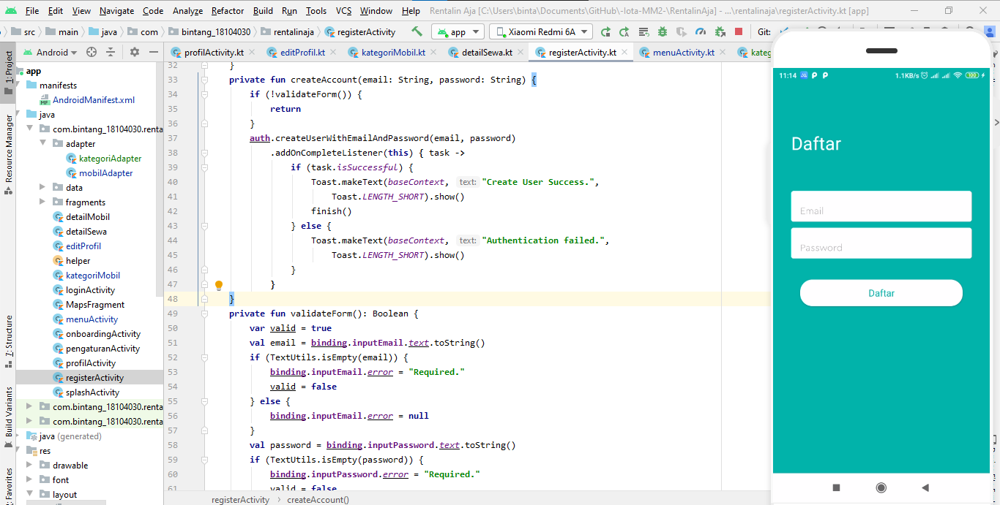 File Edit View Navigate Code Analyze Refactor Build Run Tools VCS Window Help Rentalin Aja [C:\Users\binta\Documents\GitHub\-Iota-MM2-\RentalinAja] - ...\rentalinaja\registerActivity.kt [app]
src main java com bintang_18104030 rentalinaja registerActivity app Xiaomi Redmi 6A Git:
Android profilActivity.kt editProfil.kt kategoriMobil.kt detailSewa.kt registerActivity.kt menuActivity.kt kateg
1: Project
Resource Manager
7: Structure
Build Variants
Favorites
app
manifests
AndroidManifest.xml
java
com.bintang_18104030.renta
adapter
kategoriAdapter
mobilAdapter
data
fragments
detailMobil
detailSewa
editProfil
helper
kategoriMobil
loginActivity
MapsFragment
menuActivity
onboardingActivity
pengaturanActivity
profilActivity
registerActivity
splashActivity
com.bintang_18104030.renta
com.bintang_18104030.renta
java (generated)
res
drawable
font
layout
32 }
33 private fun createAccount(email: String, password: String) {
34 if (!validateForm()) {
35 return
36 }
37 auth.createUserWithEmailAndPassword(email, password)
38 .addOnCompleteListener(this) { task ->
39 if (task.isSuccessful) {
40 Toast.makeText(baseContext, text: "Create User Success.",
41 Toast.LENGTH_SHORT).show()
42 finish()
43 } else {
44 Toast.makeText(baseContext, text: "Authentication failed.",
45 Toast.LENGTH_SHORT).show()
46 }
47 }
48 }
49 private fun validateForm(): Boolean {
50 var valid = true
51 val email = binding.inputEmail.text.toString()
52 if (TextUtils.isEmpty(email)) {
53 binding.inputEmail.error = "Required."
54 valid = false
55 } else {
56 binding.inputEmail.error = null
57 }
58 val password = binding.inputPassword.text.toString()
59 if (TextUtils.isEmpty(password)) {
60 binding.inputPassword.error = "Required."
61 valid = false
registerActivity createAccount()
11:14 1.1KB/s 100
Daftar
Email
Password
Daftar